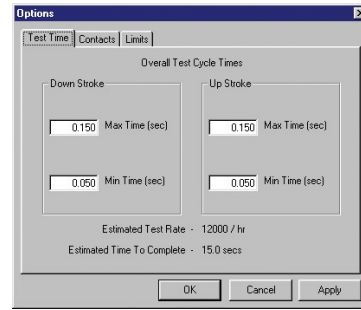 Options
Test Time Contacts Limits
Overall Test Cycle Times
Down Stroke
0.150 Max Time (sec)
0.050 Min Time (sec)
Up Stroke
0.150 Max Time (sec)
0.050 Min Time (sec)
Estimated Test Rate - 12000 / hr
Estimated Time To Complete - 15.0 secs
OK Cancel Apply